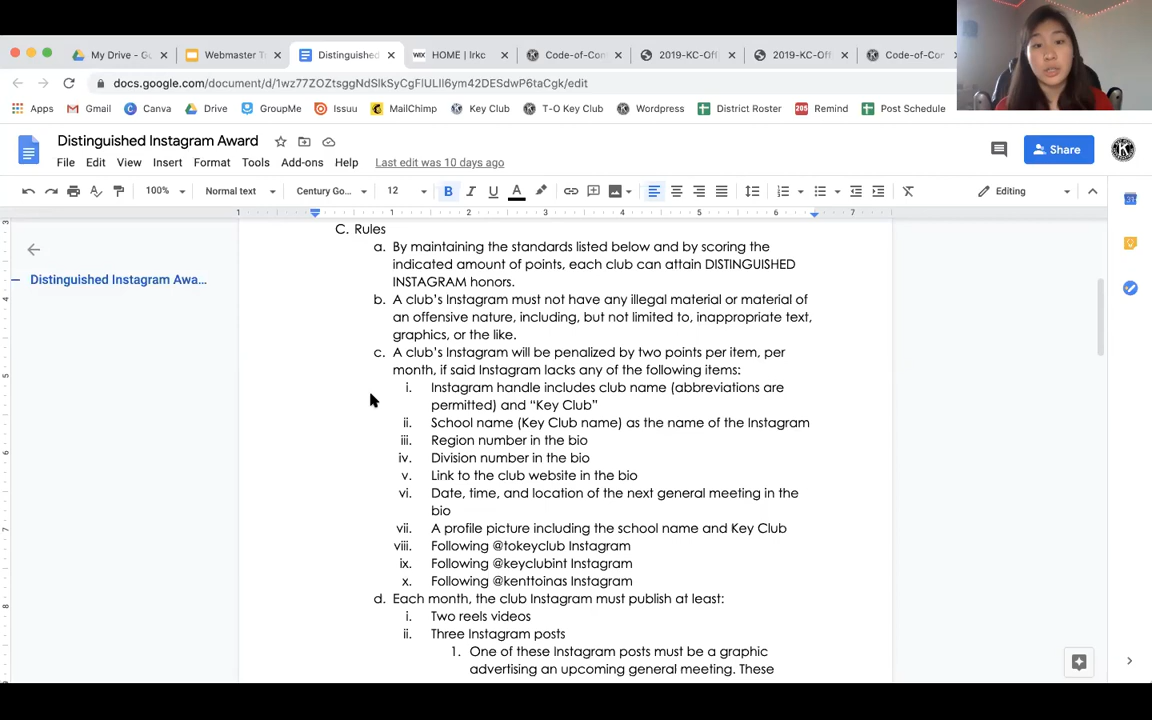 My Drive - G
Webmaster T
Distinguished
HOME | lrkc
Code-of-Con
2019-KC-Off
2019-KC-Off
Code-of-Con
docs.google.com/document/d/
/edit
Apps
Gmail
Canva
Drive
GroupMe
Issuu
MailChimp
Key Club
T-O Key Club
Wordpress
District Roster
Remind
Post Schedule
Distinguished Instagram Award
File Edit View Insert Format Tools Add-ons Help Last edit was 10 days ago
Share
100% Normal text Century Go... 12 B I U A Editing
1 1 2 3 4 5 6 7
Distinguished Instagram Awa...
C. Rules
a. By maintaining the standards listed below and by scoring the
indicated amount of points, each club can attain DISTINGUISHED
INSTAGRAM honors.
b. A club's Instagram must not have any illegal material or material of
an offensive nature, including, but not limited to, inappropriate text,
graphics, or the like.
c. A club's Instagram will be penalized by two points per item, per
month, if said Instagram lacks any of the following items:
i. Instagram handle includes club name (abbreviations are
permitted) and “Key Club”
ii. School name (Key Club name) as the name of the Instagram
iii. Region number in the bio
iv. Division number in the bio
v. Link to the club website in the bio
vi. Date, time, and location of the next general meeting in the
bio
vii. A profile picture including the school name and Key Club
viii. Following @tokeyclub Instagram
ix. Following @keyclubint Instagram
x. Following @kenttoinas Instagram
d. Each month, the club Instagram must publish at least:
i. Two reels videos
ii. Three Instagram posts
1. One of these Instagram posts must be a graphic
advertising an upcoming general meeting. These